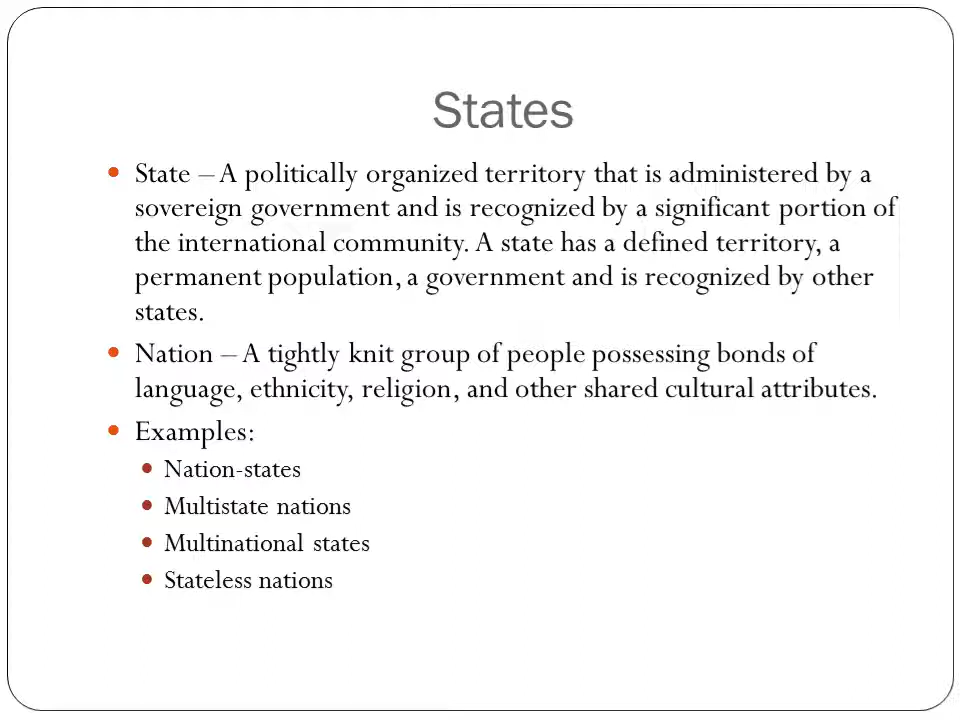 States
• State – A politically organized territory that is administered by a
sovereign government and is recognized by a significant portion of
the international community. A state has a defined territory, a
permanent population, a government and is recognized by other
states.
• Nation – A tightly knit group of people possessing bonds of
language, ethnicity, religion, and other shared cultural attributes.
• Examples:
• Nation-states
• Multistate nations
• Multinational states
• Stateless nations